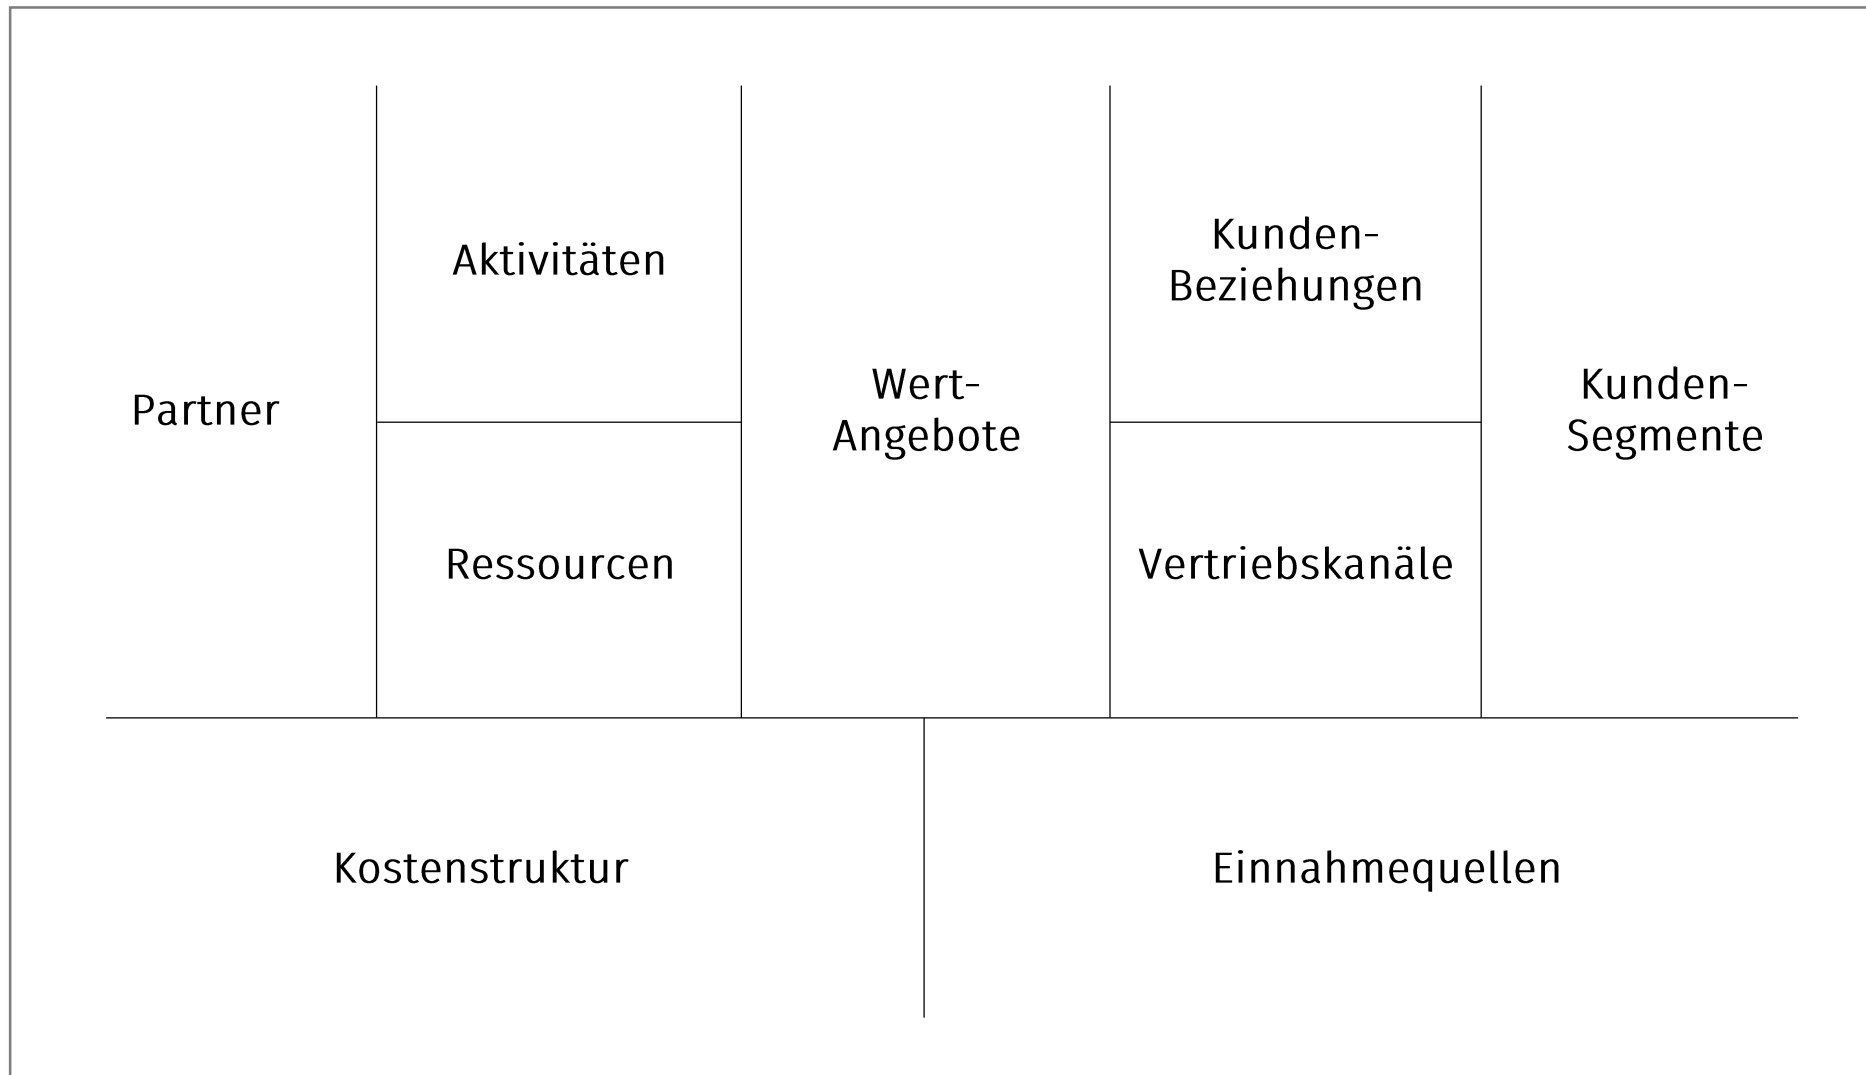 Partner
Aktivitäten
Ressourcen
Wert-
Angebote
Kunden-
Beziehungen
Vertriebskanäle
Kunden-
Segmente
Kostenstruktur
Einnahmequellen